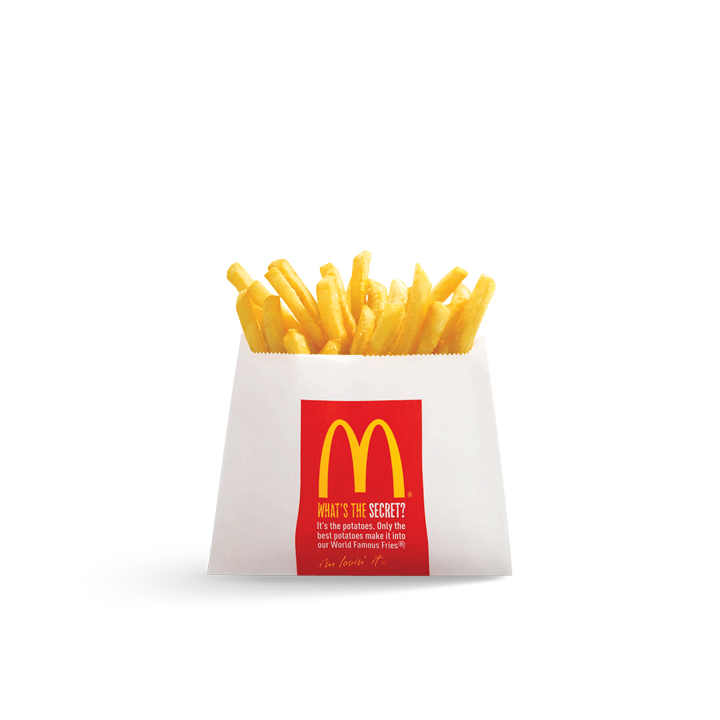 WHAT'S THE SECRET?
It's the potatoes. Only the
best potatoes make it into
our World Famous Fries®.
i'm lovin' it